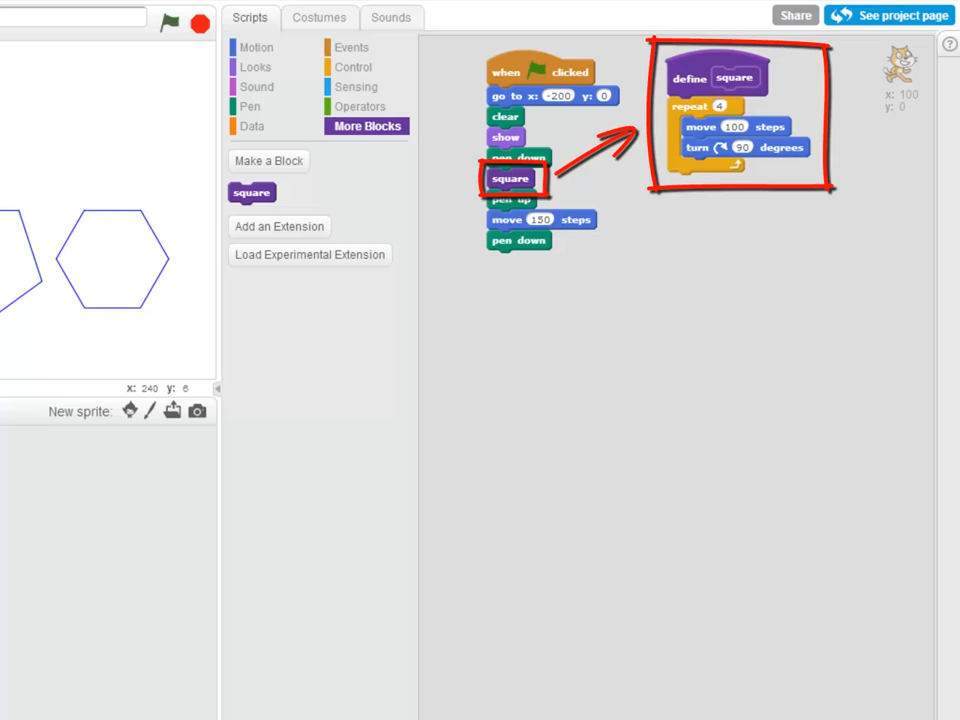 Scripts Costumes Sounds
Share See project page
Motion Events
Looks Control
Sound Sensing
Pen Operators
Data More Blocks
Make a Block
square
Add an Extension
Load Experimental Extension
when clicked
go to x: -200 y: 0
clear
show
pen down
square
pen up
move 150 steps
pen down
define square
repeat 4
move 100 steps
turn 90 degrees
x: 100
y: 0
?
x: 240 y: 6
New sprite: